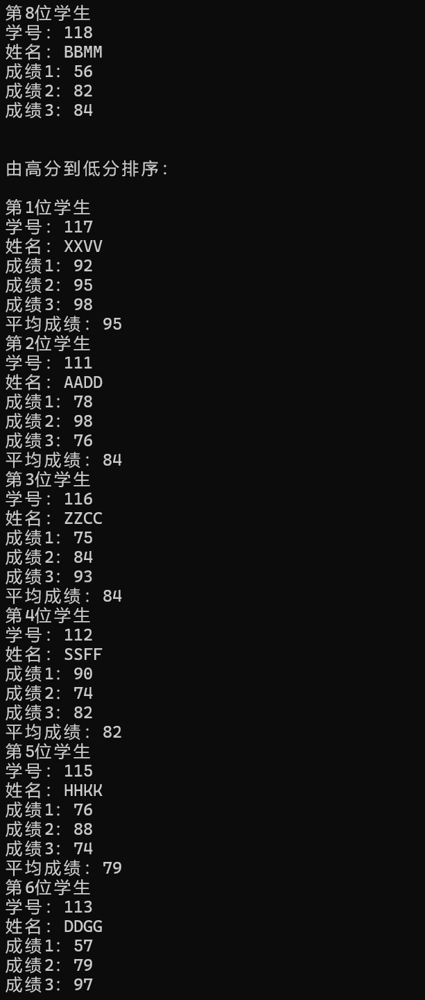 第8位学生
学号: 118
姓名: BBMM
成绩1: 56
成绩2: 82
成绩3: 84
由高分到低分排序:
第1位学生
学号: 117
姓名: XXVV
成绩1: 92
成绩2: 95
成绩3: 98
平均成绩: 95
第2位学生
学号: 111
姓名: AADD
成绩1: 78
成绩2: 98
成绩3: 76
平均成绩: 84
第3位学生
学号: 116
姓名: ZZCC
成绩1: 75
成绩2: 84
成绩3: 93
平均成绩: 84
第4位学生
学号: 112
姓名: SSFF
成绩1: 90
成绩2: 74
成绩3: 82
平均成绩: 82
第5位学生
学号: 115
姓名: HHKK
成绩1: 76
成绩2: 88
成绩3: 74
平均成绩: 79
第6位学生
学号: 113
姓名: DDGG
成绩1: 57
成绩2: 79
成绩3: 97